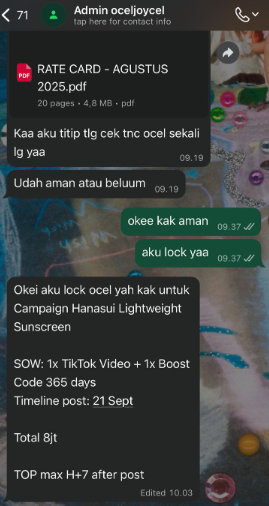 71
Admin oceljoycel
tap here for contact info
PDF
RATE CARD - AGUSTUS
2025.pdf
20 pages • 4,8 MB • pdf
Kaa aku titip tlg cek tnc ocel sekali
lg yaa
09.19
Udah aman atau beluum
09.19
okee kak aman
09.37
aku lock yaa
09.37
Okei aku lock ocel yah kak untuk
Campaign Hanasui Lightweight
Sunscreen
SOW: 1x TikTok Video + 1x Boost
Code 365 days
Timeline post: 21 Sept
Total 8jt
TOP max H+7 after post
Edited 10.03